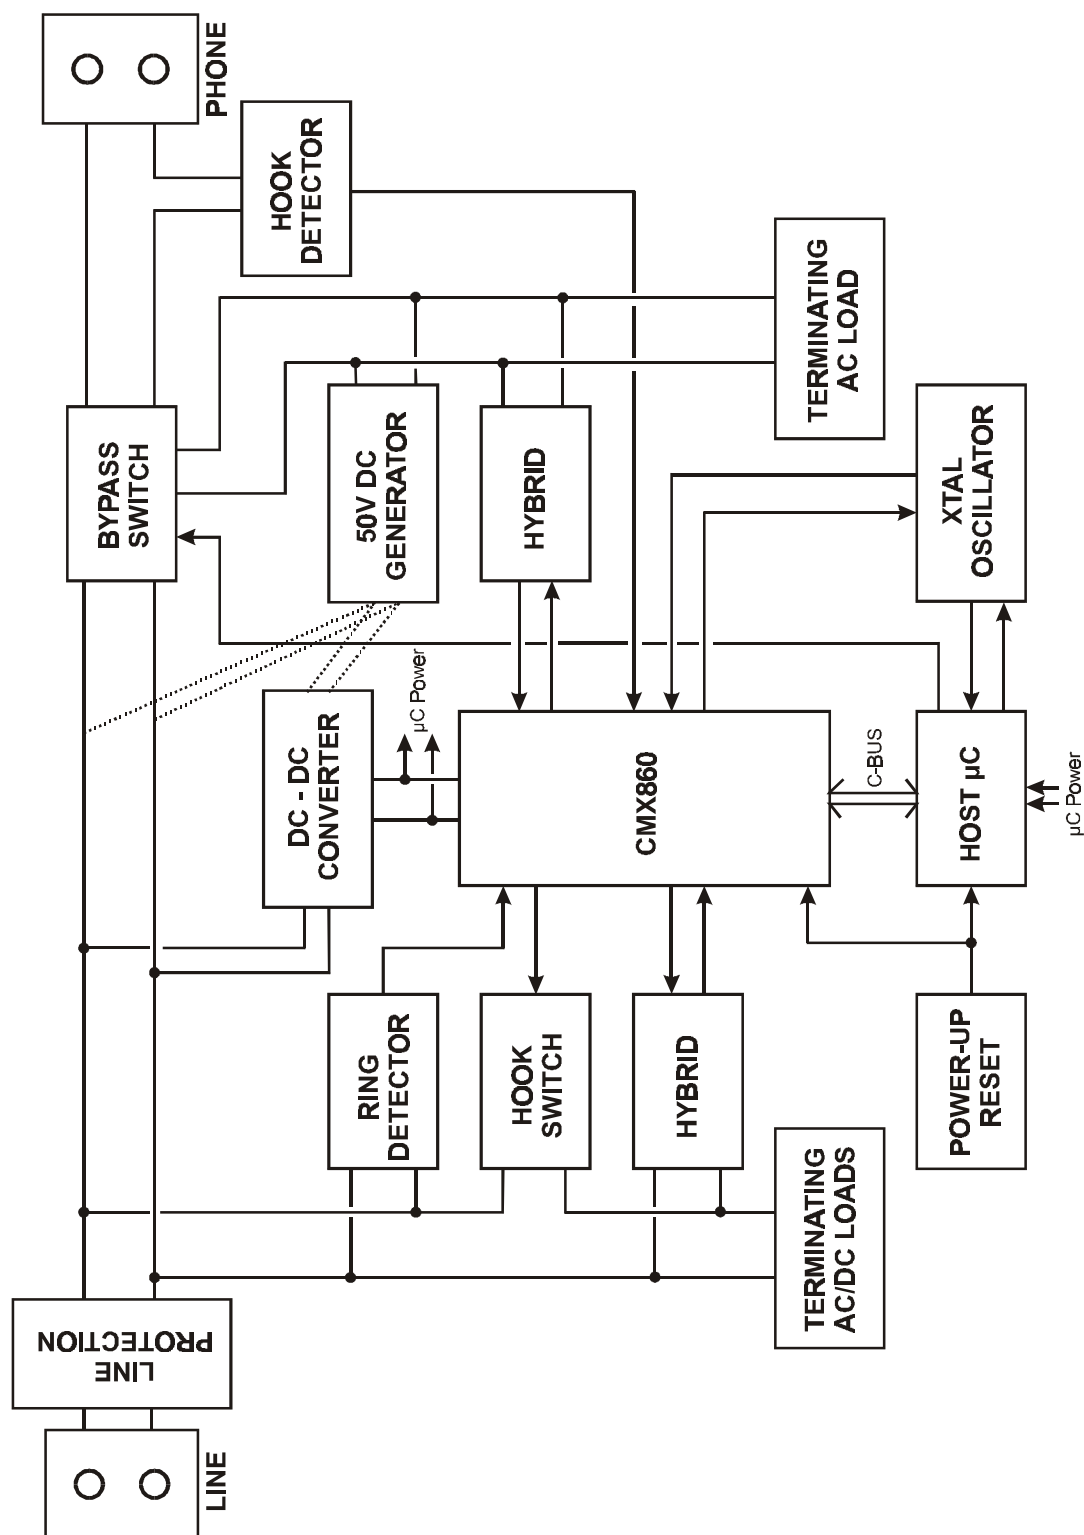 PHONE
HOOK
DETECTOR
BYPASS
SWITCH
50V DC
GENERATOR
HYBRID
TERMINATING
AC LOAD
XTAL
OSCILLATOR
DC - DC
CONVERTER
µC Power
CMX860
C-BUS
HOST µC
µC Power
RING
DETECTOR
HOOK
SWITCH
HYBRID
POWER-UP
RESET
TERMINATING
AC/DC LOADS
LINE
PROTECTION
LINE